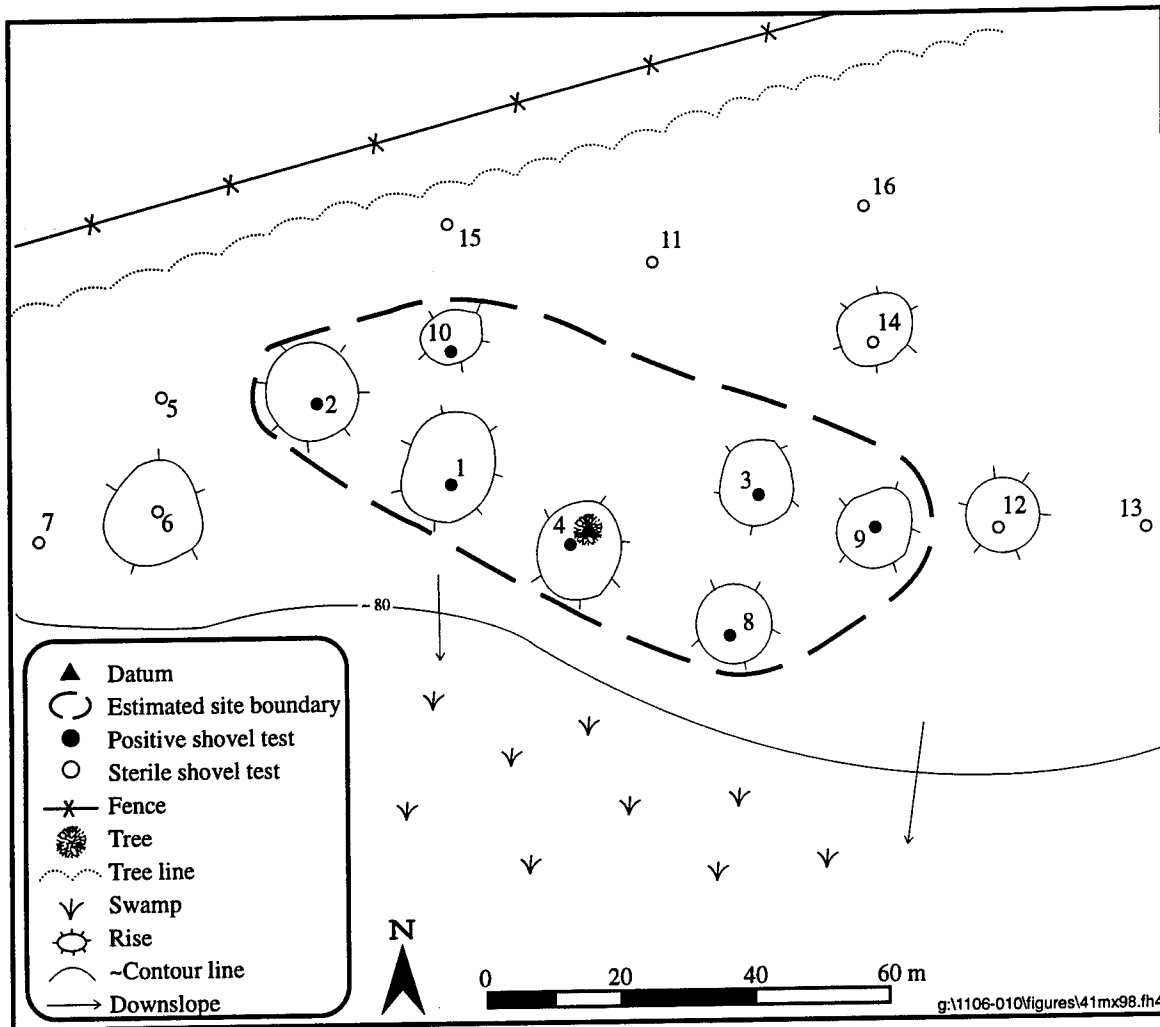 16
15
11
14
10
2
5
1
3
4
6
7
9
12
13
8
~80
Datum
Estimated site boundary
Positive shovel test
Sterile shovel test
Fence
Tree
Tree line
Swamp
Rise
~Contour line
Downslope
N
0 20 40 60 m
g:\1106-010\figures\41mx98.fh4